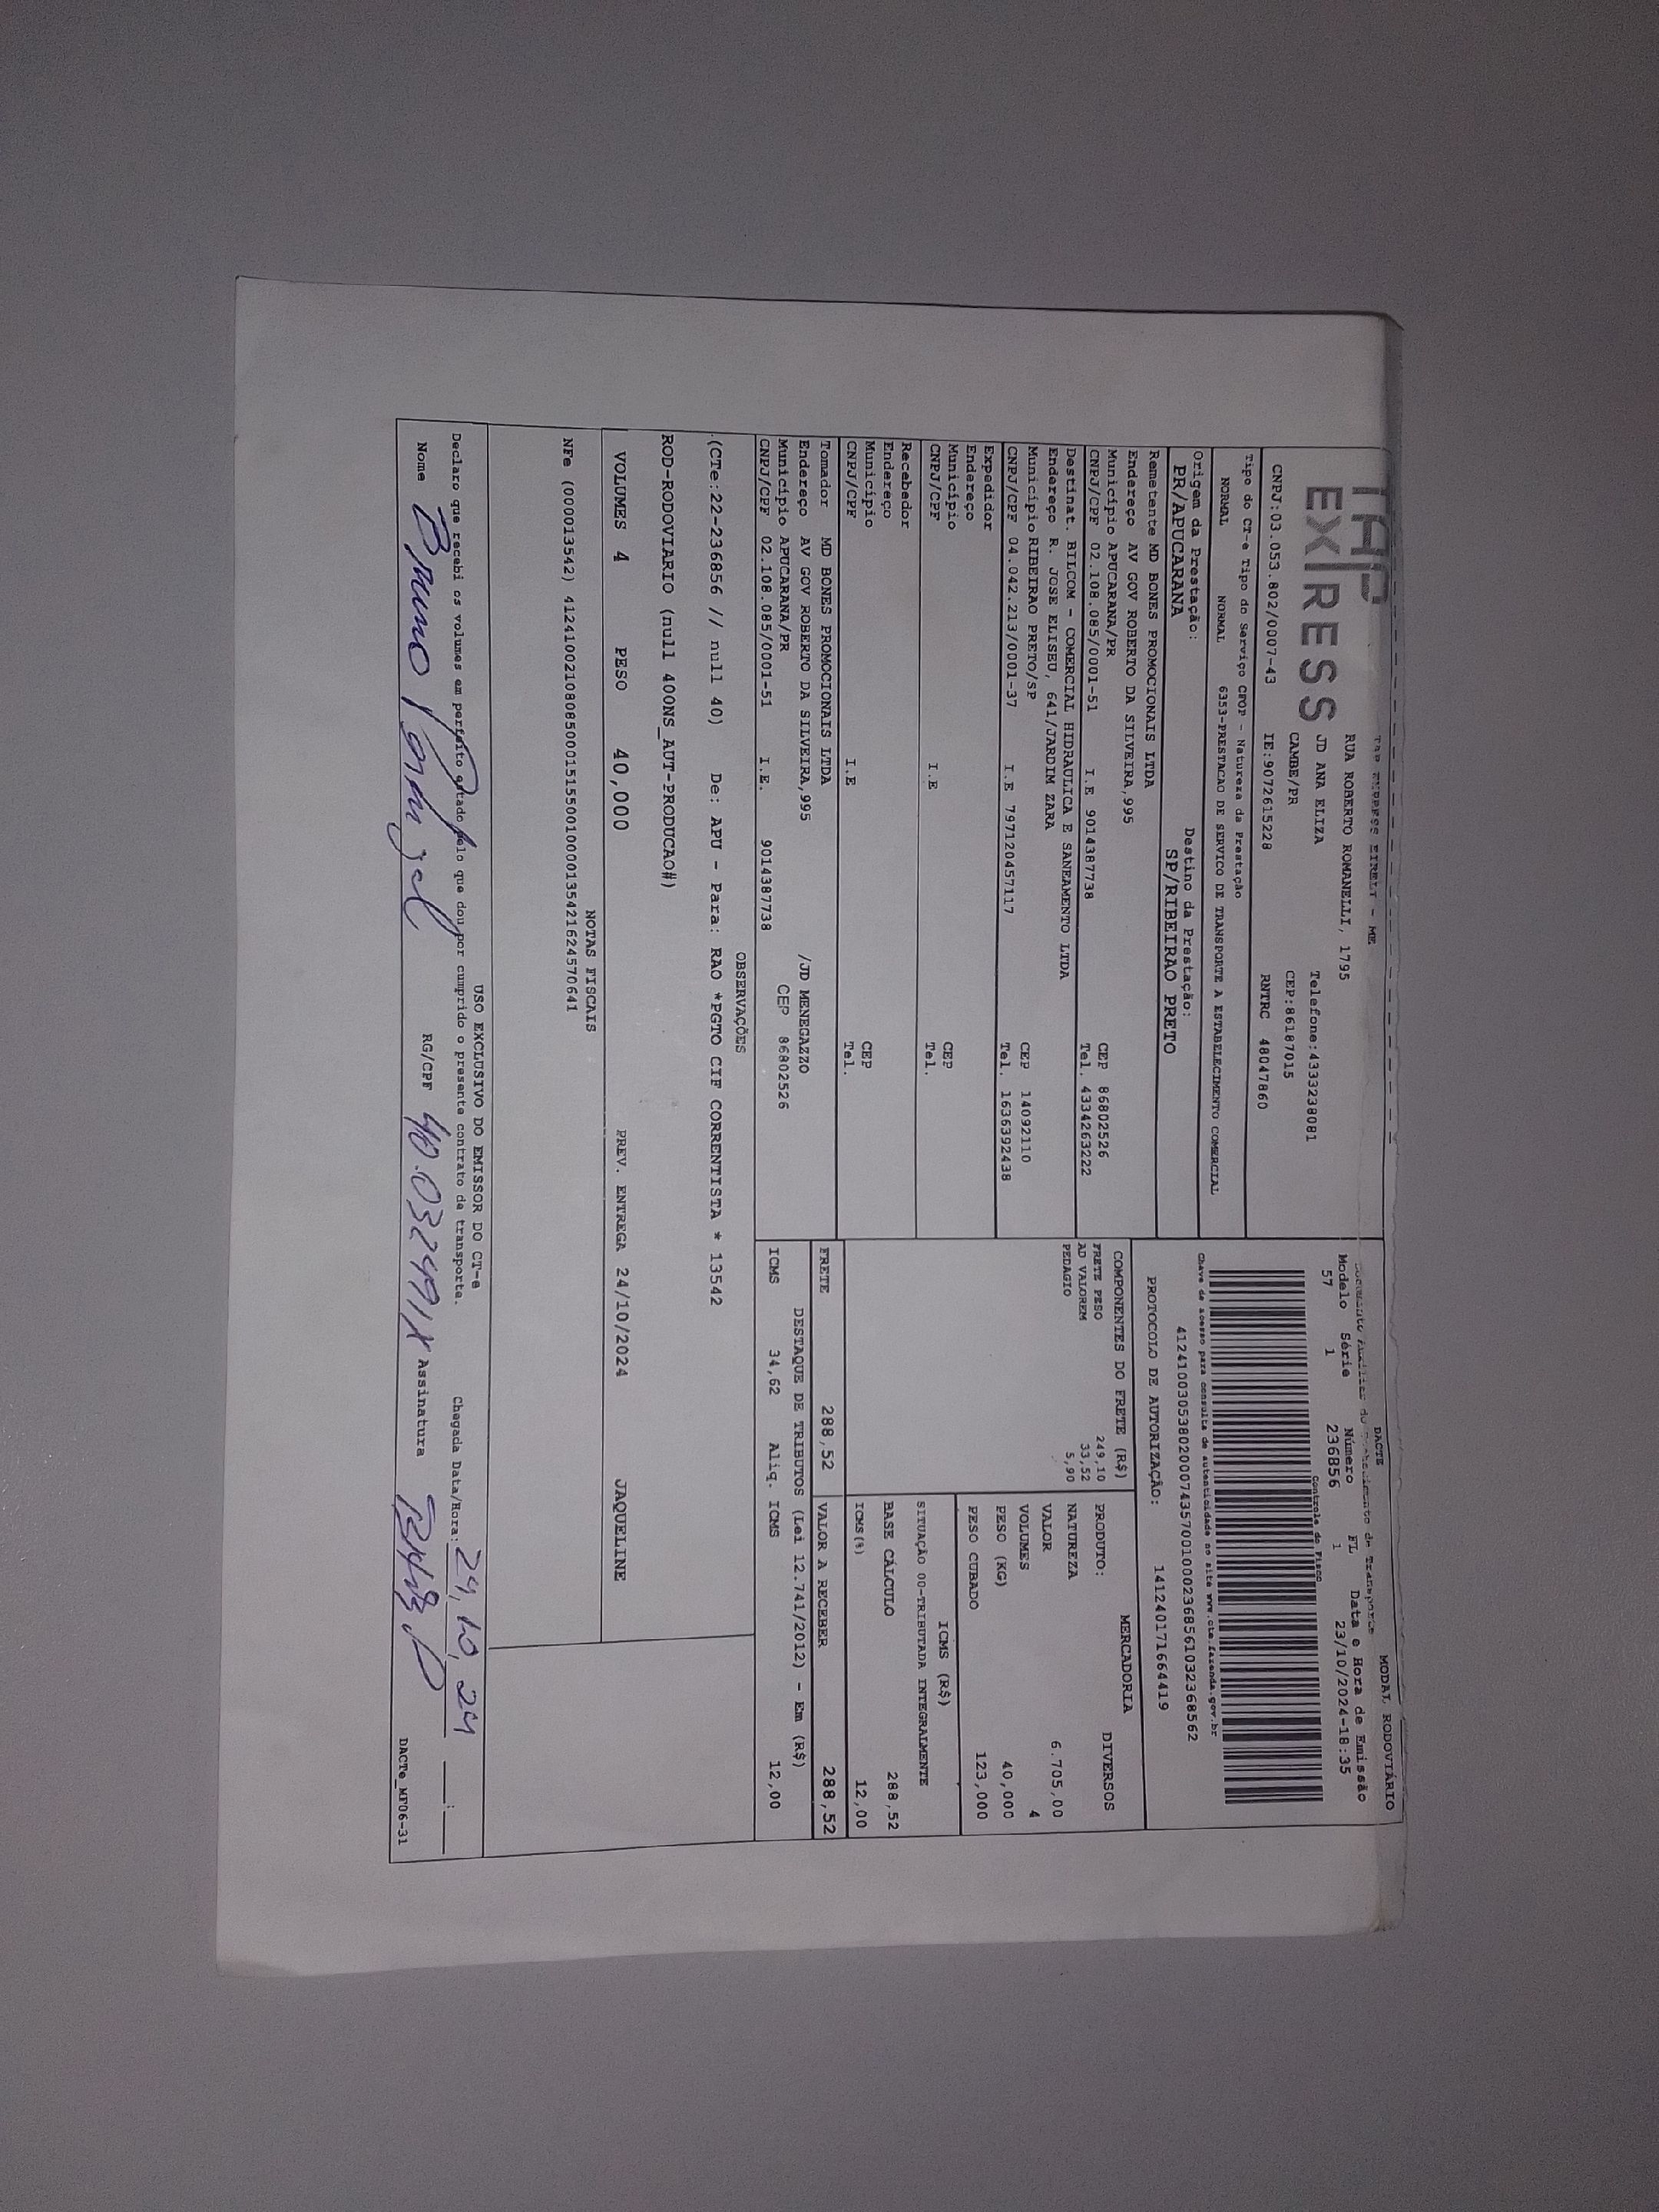 TAP EXPRESS EIRELI - ME
TAP
EXPRESS
RUA ROBERTO ROMANELLI, 1795
JD ANA ELIZA Telefone:4333238081
CAMBE/PR CEP:86187015
CNPJ:03.053.802/0007-43 IE:9072615228 RNTRC 48047860
Tipo do CT-e Tipo do Serviço CFOP - Natureza da Prestação
NORMAL NORMAL 6353-PRESTACAO DE SERVICO DE TRANSPORTE A ESTABELECIMENTO COMERCIAL
Origem da Prestação: Destino da Prestação:
PR/APUCARANA SP/RIBEIRAO PRETO
DACTE MODAL RODOVIÁRIO
Documento Auxiliar do Conhecimento de Transporte
Modelo Série Número FL Data e Hora de Emissão
57 1 236856 1 23/10/2024-18:35
Controle do Fisco
Chave de acesso para consulta de autenticidade no site www.cte.fazenda.gov.br
PROTOCOLO DE AUTORIZAÇÃO: 141240171664419
Remetente MD BONES PROMOCIONAIS LTDA
Endereço AV GOV ROBERTO DA SILVEIRA,995
Município APUCARANA/PR CEP 86802526
CNPJ/CPF 02.108.085/0001-51 I.E 9014387738 Tel. 4334263222
Destinat. BILCOM - COMERCIAL HIDRAULICA E SANEAMENTO LTDA
Endereço R. JOSE ELISEU, 641/JARDIM ZARA
Município RIBEIRAO PRETO/SP CEP 14092110
CNPJ/CPF 04.042.213/0001-37 I.E 797120457117 Tel. 1636392438
Expedidor
Endereço
Município CEP
CNPJ/CPF I.E Tel.
Recebedor
Endereço
Município CEP
CNPJ/CPF I.E Tel.
Tomador MD BONES PROMOCIONAIS LTDA
Endereço AV GOV ROBERTO DA SILVEIRA,995 /JD MENEGAZZO
Município APUCARANA/PR CEP 86802526
CNPJ/CPF 02.108.085/0001-51 I.E. 9014387738
COMPONENTES DO FRETE (R$)
FRETE PESO 249,10
AD VALOREM 33,52
PEDAGIO 5,90
MERCADORIA
PRODUTO: DIVERSOS
NATUREZA
VALOR 6.705,00
VOLUMES 4
PESO (KG) 40,000
PESO CUBADO 123,000
ICMS (R$)
SITUAÇÃO 00-TRIBUTADA INTEGRALMENTE
BASE CÁLCULO 288,52
ICMS(%) 12,00
FRETE 288,52 VALOR A RECEBER 288,52
DESTAQUE DE TRIBUTOS (Lei 12.741/2012) - Em (R$)
ICMS 34,62 Aliq. ICMS 12,00
OBSERVAÇÕES
(CTe:22-236856 // null 40) De: APU - Para: RAO *PGTO CIF CORRENTISTA * 13542
ROD-RODOVIARIO (null 400NS_AUT-PRODUCAO#)
VOLUMES 4 PESO 40,000 PREV. ENTREGA 24/10/2024 JAQUELINE
NOTAS FISCAIS
NFe (000013542) 41241002108085000151550010000135421624570641
USO EXCLUSIVO DO EMISSOR DO CT-e
Declaro que recebi os volumes em perfeito estado pelo que dou por cumprido o presente contrato de transporte. Chegada Data/Hora: 24, 10, 24 __:__
Nome Bruno RG/CPF 40.032491X Assinatura
DACTe_MF06-31